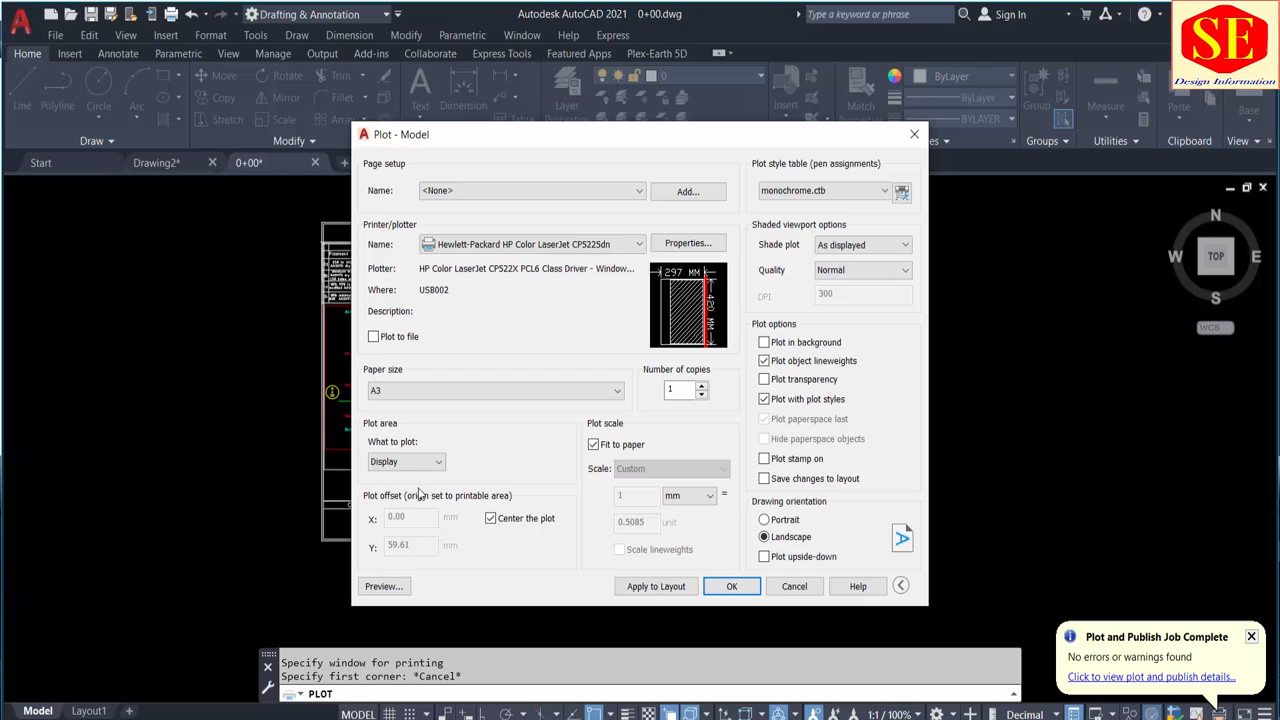 Drafting & Annotation
Autodesk AutoCAD 2021 0+00.dwg
Type a keyword or phrase
Sign In
File Edit View Insert Format Tools Draw Dimension Modify Parametric Window Help Express
Home Insert Annotate Parametric View Manage Output Add-ins Collaborate Express Tools Featured Apps Plex-Earth 5D
SE
Design Information
Line Polyline Circle Arc
Move Rotate Trim
Copy Mirror Fillet
Stretch Scale
Text Dimension
Layer
0
Insert
Match
ByLayer
ByLayer
BYLAYER
Group
Measure
Paste
Base
Draw Modify Groups Utilities Clipboard View
Start Drawing2* 0+00*
Plot - Model
Page setup
Name: <None> Add...
Printer/plotter
Name: Hewlett-Packard HP Color LaserJet CP5225dn Properties...
Plotter: HP Color LaserJet CP522X PCL6 Class Driver - Window...
Where: USB002
Description:
Plot to file
297 MM
420 MM
Paper size
A3
Number of copies
1
Plot area
What to plot:
Display
Plot scale
Fit to paper
Scale: Custom
1 mm =
0.5085 unit
Scale lineweights
Plot offset (origin set to printable area)
X: 0.00 mm Center the plot
Y: 59.61 mm
Preview... Apply to Layout OK Cancel Help
Plot style table (pen assignments)
monochrome.ctb
Shaded viewport options
Shade plot As displayed
Quality Normal
DPI 300
Plot options
Plot in background
Plot object lineweights
Plot transparency
Plot with plot styles
Plot paperspace last
Hide paperspace objects
Plot stamp on
Save changes to layout
Drawing orientation
Portrait
Landscape
Plot upside-down
A
N
W TOP E
S
WCS
Specify window for printing
Specify first corner: *Cancel*
PLOT
Plot and Publish Job Complete
No errors or warnings found
Click to view plot and publish details...
Model Layout1
MODEL 1:1 / 100% Decimal